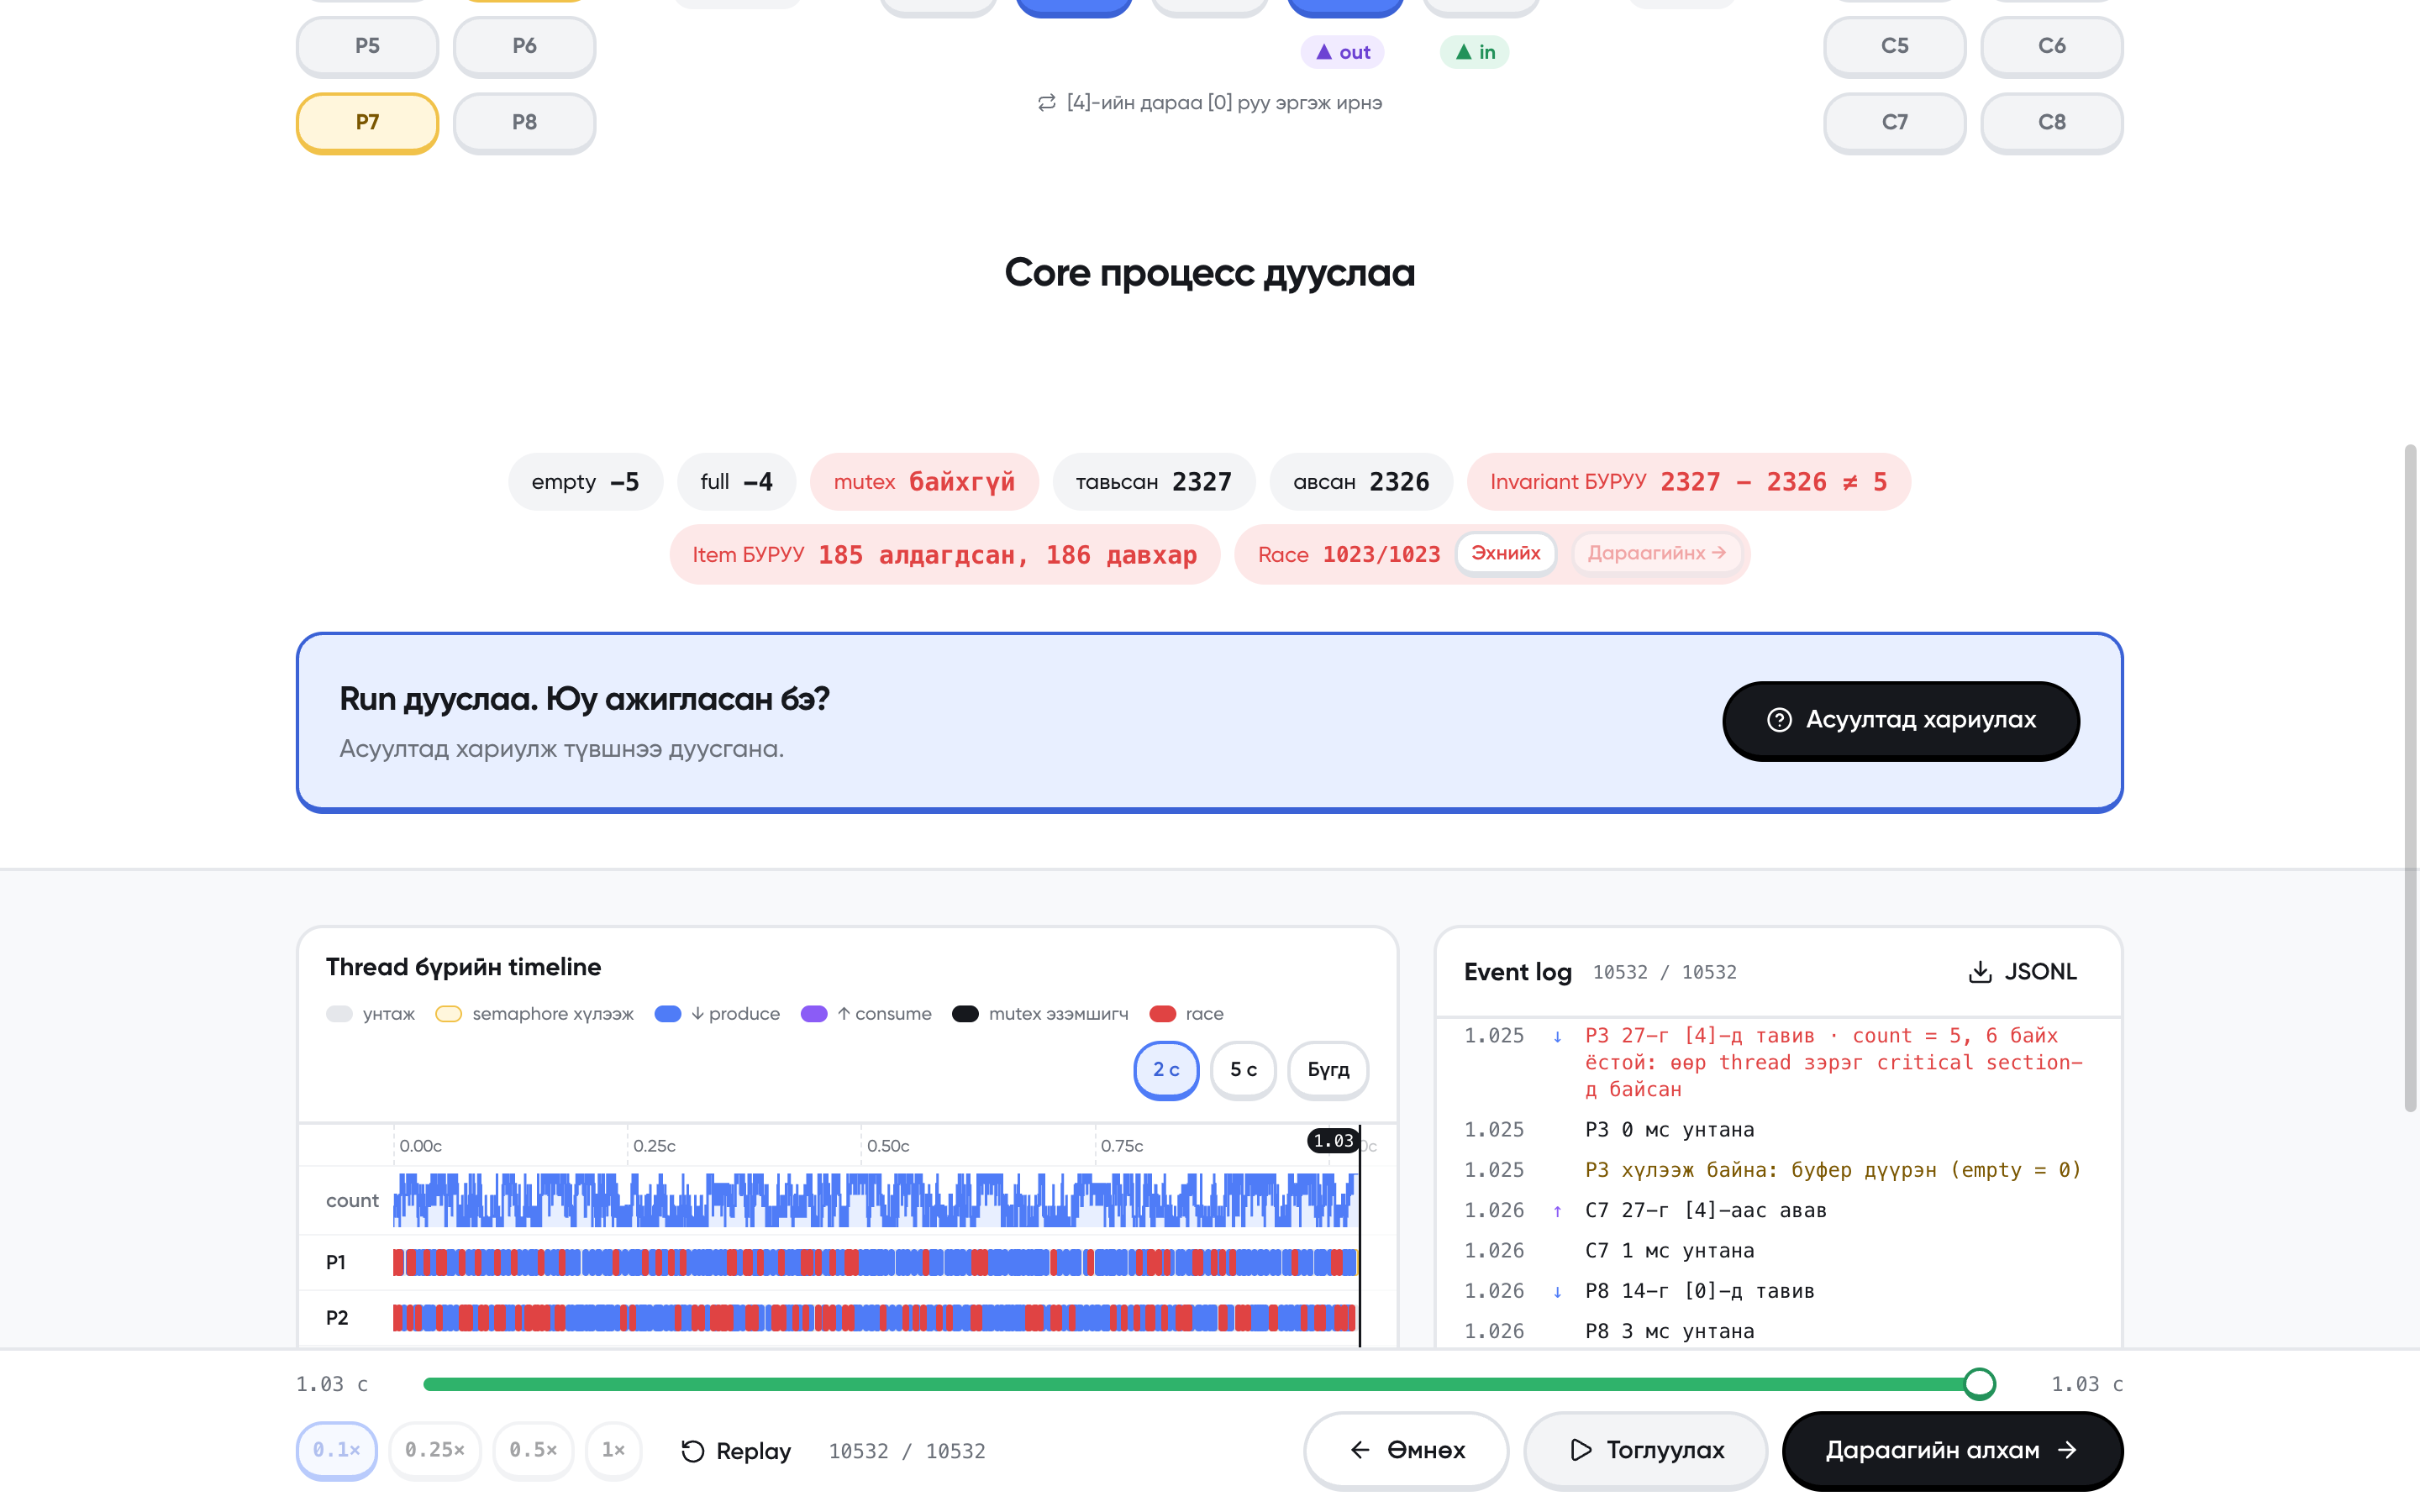 P5 P6
▲ out ▲ in
C5 C6
[4]-ийн дараа [0] руу эргэж ирнэ
P7 P8
C7 C8
Core процесс дууслаа
empty −5 full −4 mutex байхгүй тавьсан 2327 авсан 2326 Invariant БУРУУ 2327 − 2326 ≠ 5
Item БУРУУ 185 алдагдсан, 186 давхар Race 1023/1023 Эхнийх Дараагийнх →
Run дууслаа. Юу ажигласан бэ?
Асуултад хариулж түвшнээ дуусгана.
Асуултад хариулах
Thread бүрийн timeline
унтаж semaphore хүлээж ↓ produce ↑ consume mutex эзэмшигч race
2 с 5 с Бүгд
0.00с 0.25с 0.50с 0.75с 1.03
count
P1
P2
Event log 10532 / 10532 JSONL
1.025 ↓ P3 27-г [4]-д тавив · count = 5, 6 байх
ёстой: өөр thread зэрэг critical section-
д байсан
1.025 P3 0 мс унтана
1.025 P3 хүлээж байна: буфер дүүрэн (empty = 0)
1.026 ↑ C7 27-г [4]-аас авав
1.026 C7 1 мс унтана
1.026 ↓ P8 14-г [0]-д тавив
1.026 P8 3 мс унтана
1.03 с 1.03 с
0.1× 0.25× 0.5× 1× Replay 10532 / 10532 ← Өмнөх Тоглуулах Дараагийн алхам →